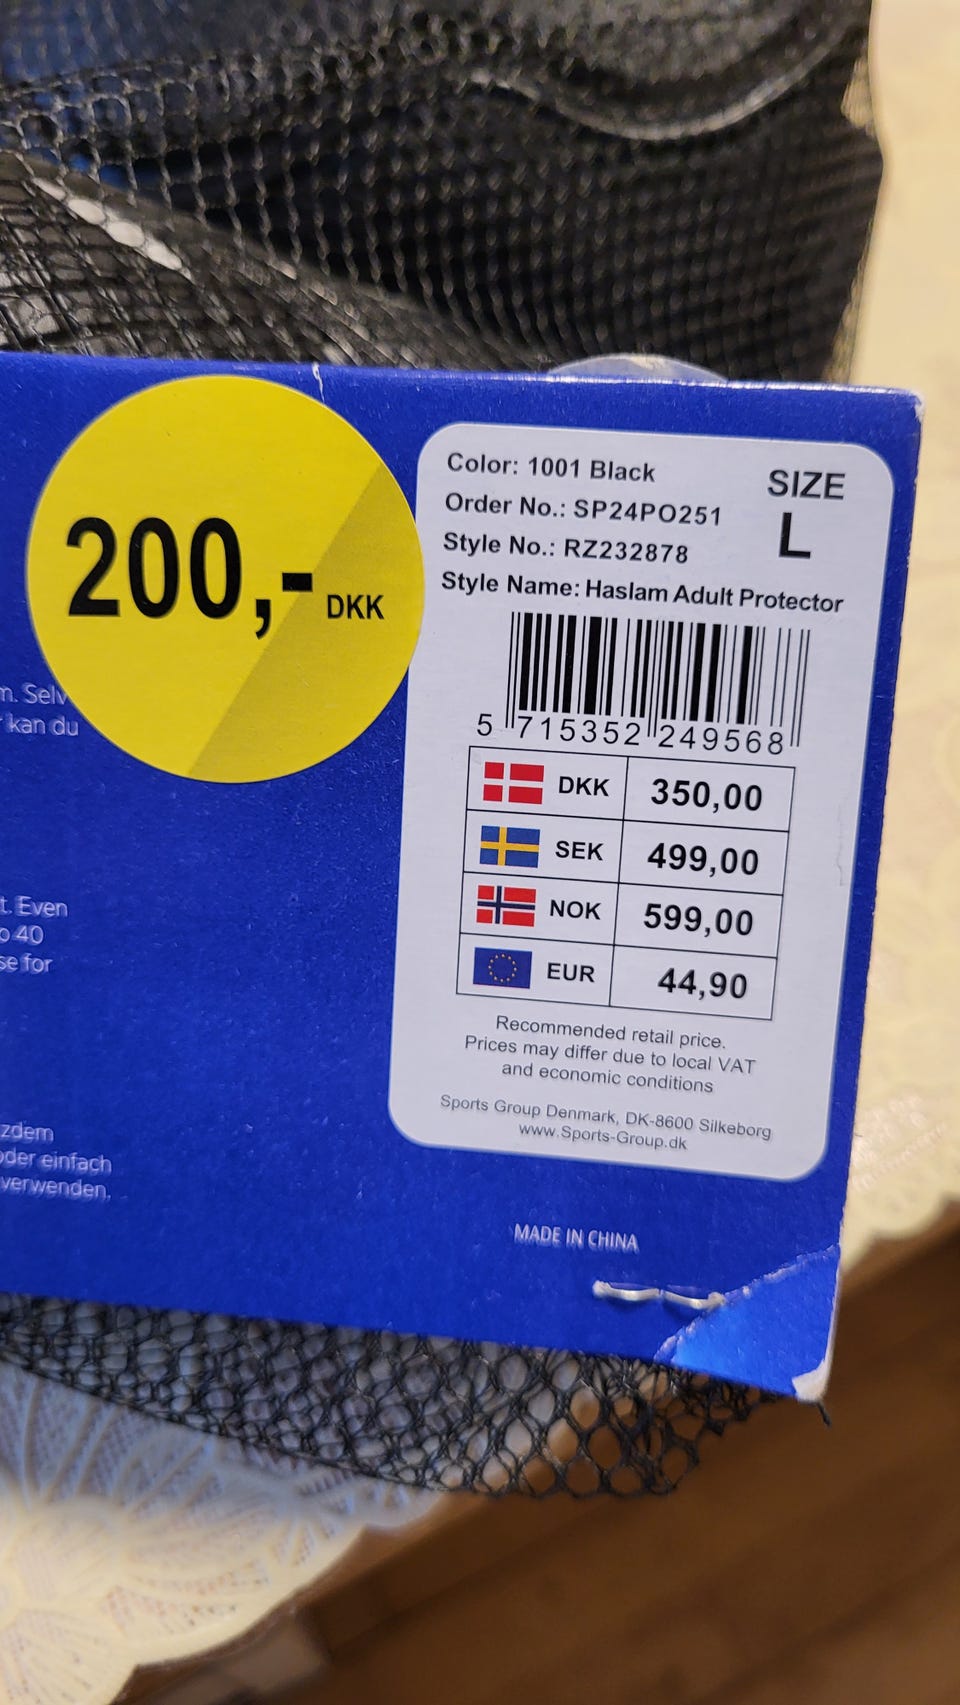 200,- DKK
m. Selv
kan du
t. Even
o 40
se for
zdem
oder einfach
verwenden.
Color: 1001 Black
Order No.: SP24PO251
Style No.: RZ232878
Style Name: Haslam Adult Protector
SIZE
L
5 715352 249568
DKK 350,00
SEK 499,00
NOK 599,00
EUR 44,90
Recommended retail price.
Prices may differ due to local VAT
and economic conditions
Sports Group Denmark, DK-8600 Silkeborg
www.Sports-Group.dk
MADE IN CHINA